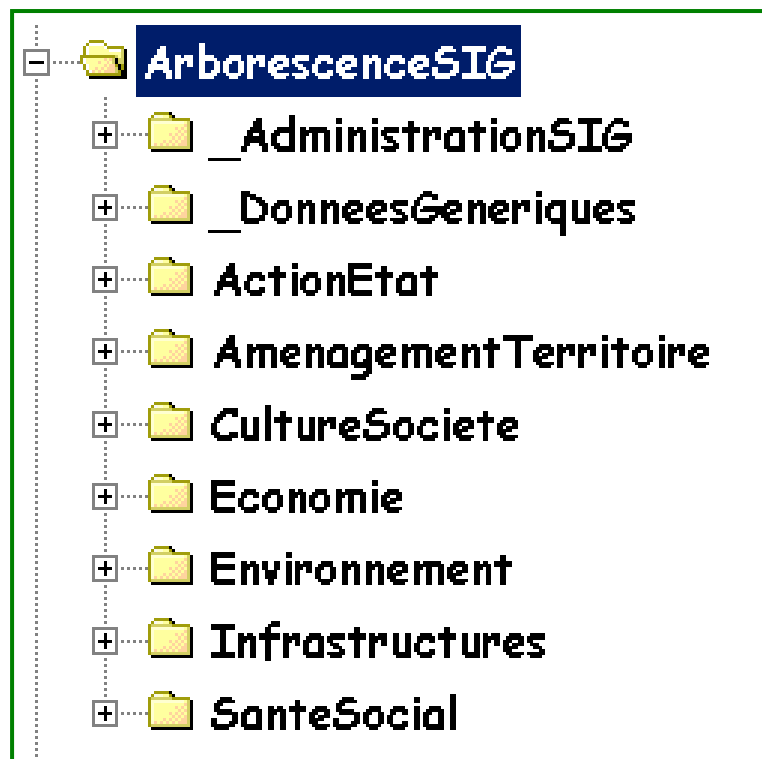 ArborescenceSIG
_AdministrationSIG
_DonneesGeneriques
ActionEtat
AmenagementTerritoire
CultureSociete
Economie
Environnement
Infrastructures
SanteSocial